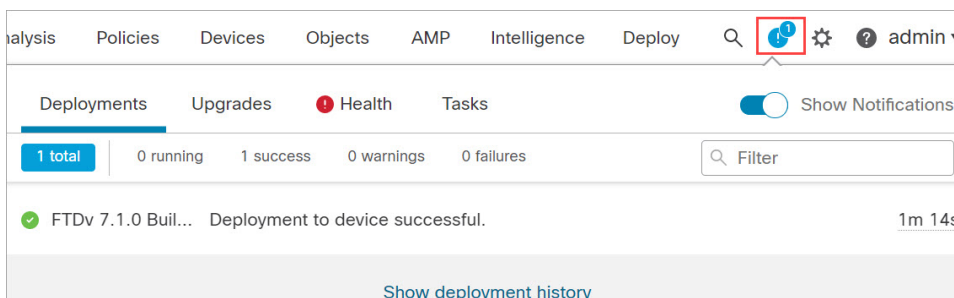 nalysis Policies Devices Objects AMP Intelligence Deploy 1 admin
Deployments Upgrades Health Tasks Show Notifications
1 total 0 running 1 success 0 warnings 0 failures Filter
FTDv 7.1.0 Buil... Deployment to device successful. 1m 14s
Show deployment history